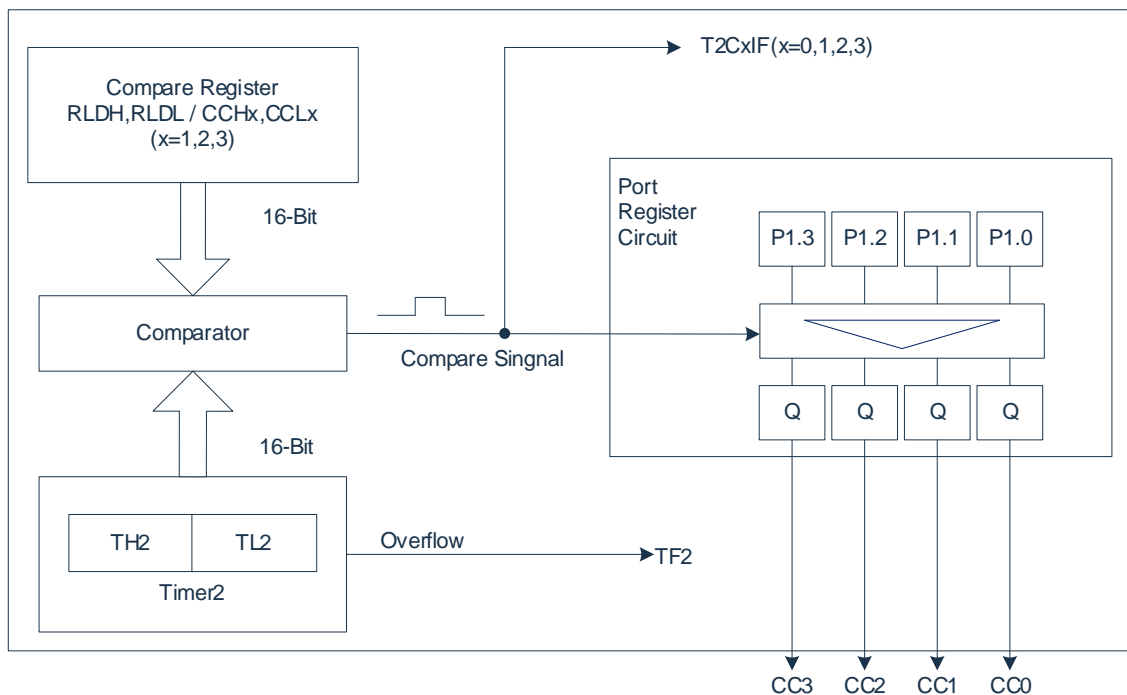 T2CxIF(x=0,1,2,3)
Compare Register
RLDH,RLDL / CCHx,CCLx
(x=1,2,3)
16-Bit
Port
Register
Circuit
P1.3 P1.2 P1.1 P1.0
Comparator
Compare Singnal
Q Q Q Q
16-Bit
TH2 TL2
Timer2
Overflow
TF2
CC3 CC2 CC1 CC0